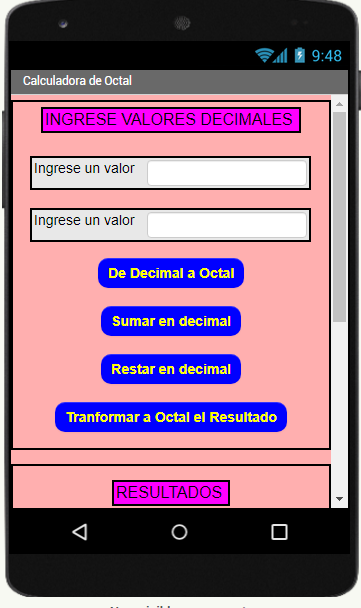 9:48
Calculadora de Octal
INGRESE VALORES DECIMALES
Ingrese un valor
Ingrese un valor
De Decimal a Octal
Sumar en decimal
Restar en decimal
Tranformar a Octal el Resultado
RESULTADOS